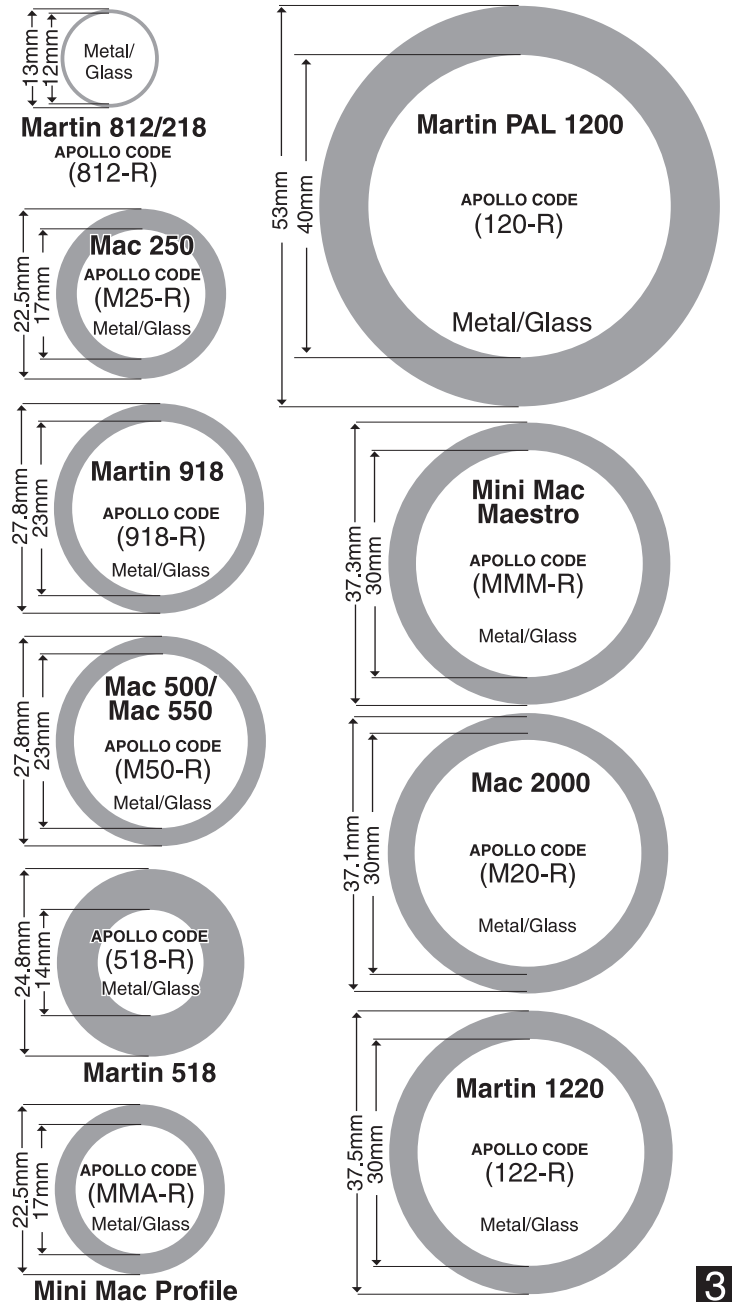 13mm
12mm
Metal/
Glass
Martin 812/218
APOLLO CODE
(812-R)
22.5mm
17mm
Mac 250
APOLLO CODE
(M25-R)
Metal/Glass
27.8mm
23mm
Martin 918
APOLLO CODE
(918-R)
Metal/Glass
27.8mm
23mm
Mac 500/
Mac 550
APOLLO CODE
(M50-R)
Metal/Glass
24.8mm
14mm
APOLLO CODE
(518-R)
Metal/Glass
Martin 518
22.5mm
17mm
APOLLO CODE
(MMA-R)
Metal/Glass
Mini Mac Profile
53mm
40mm
Martin PAL 1200
APOLLO CODE
(120-R)
Metal/Glass
37.3mm
30mm
Mini Mac
Maestro
APOLLO CODE
(MMM-R)
Metal/Glass
37.1mm
30mm
Mac 2000
APOLLO CODE
(M20-R)
Metal/Glass
37.5mm
30mm
Martin 1220
APOLLO CODE
(122-R)
Metal/Glass
3